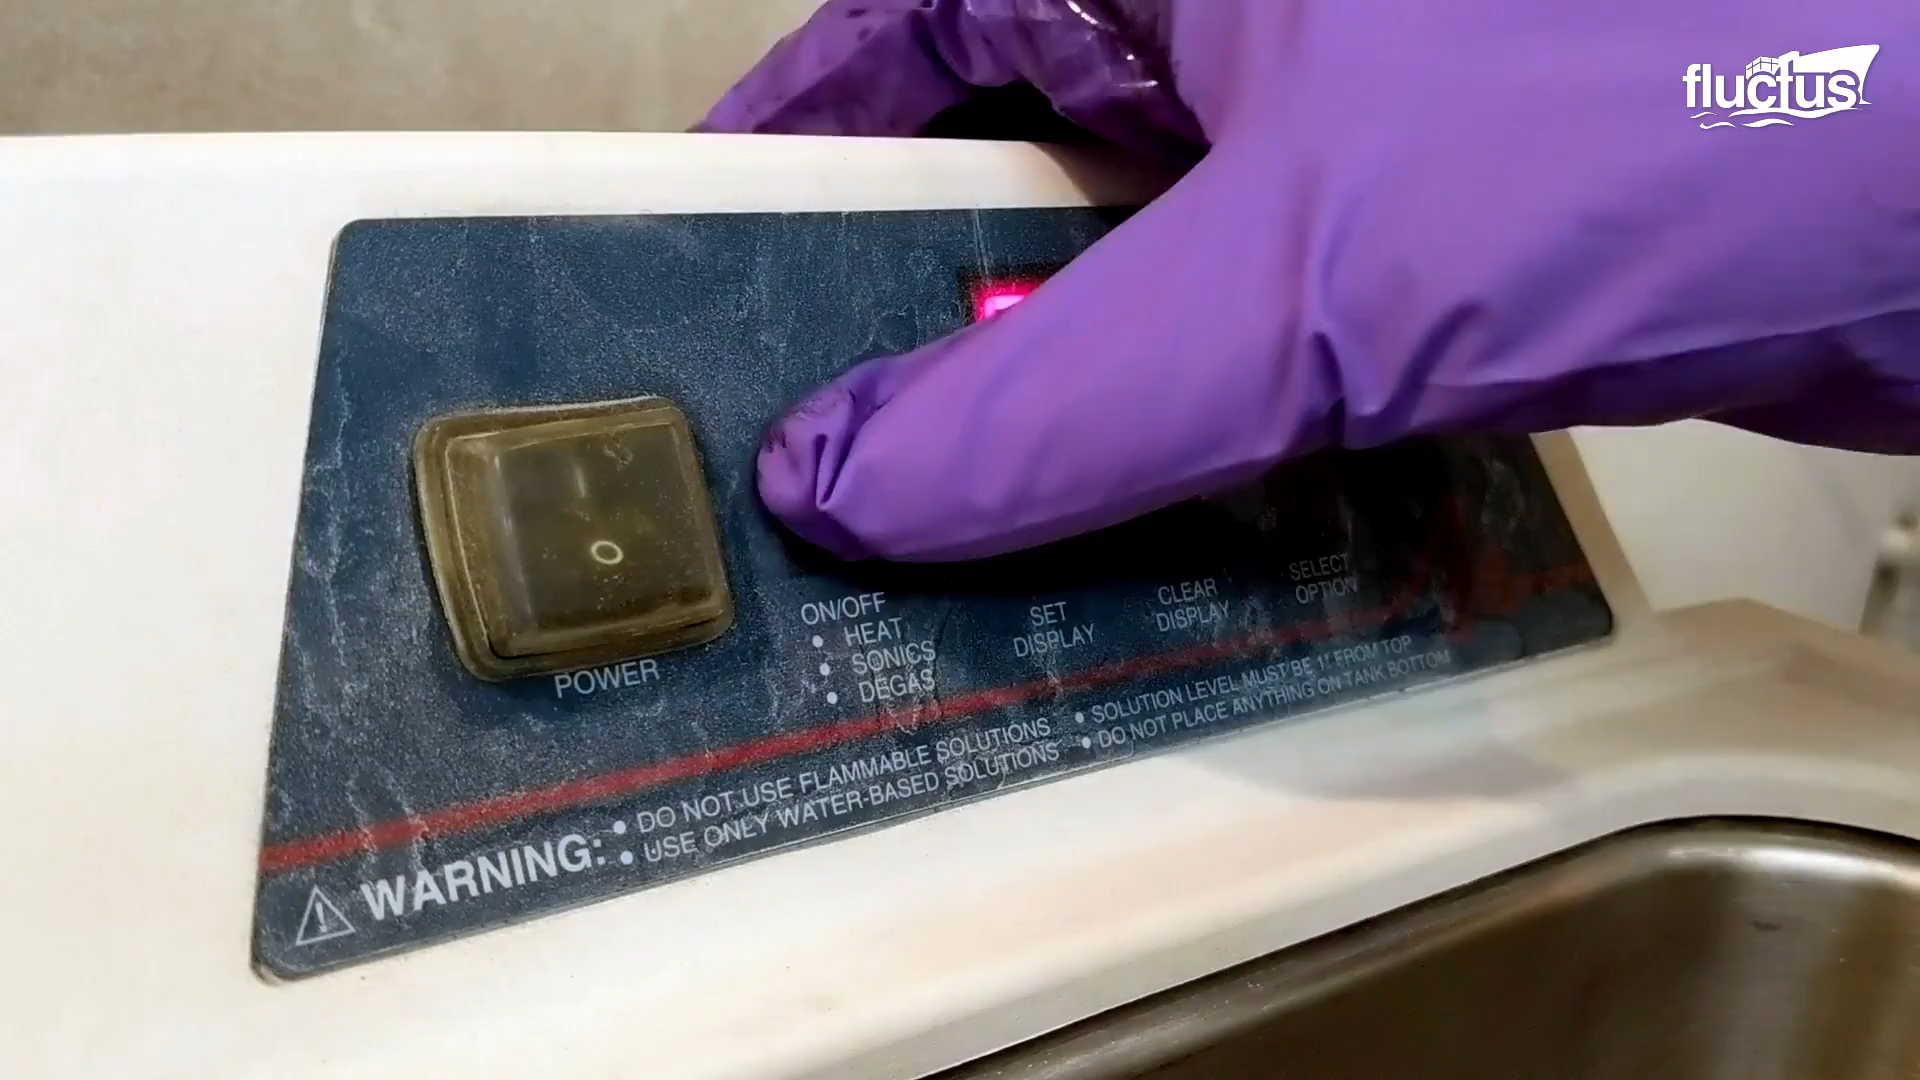 fluctus
POWER
ON/OFF
• HEAT
• SONICS
• DEGAS
SET
DISPLAY
CLEAR
DISPLAY
SELECT
OPTION
⚠ WARNING:
• DO NOT USE FLAMMABLE SOLUTIONS
• USE ONLY WATER-BASED SOLUTIONS
• SOLUTION LEVEL MUST BE 1" FROM TOP
• DO NOT PLACE ANYTHING ON TANK BOTTOM